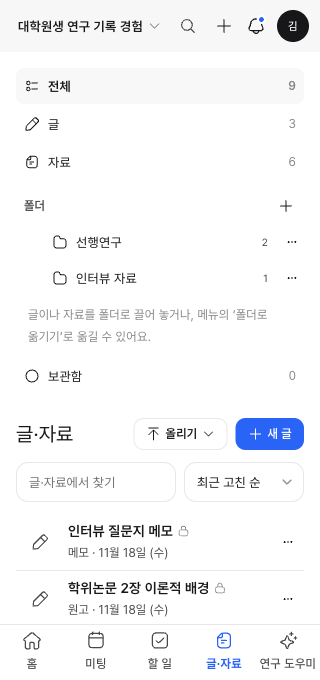 대학원생 연구 기록 경험
김
전체 9
글 3
자료 6
폴더
선행연구 2
인터뷰 자료 1
글이나 자료를 폴더로 끌어 놓거나, 메뉴의 ‘폴더로
옮기기’로 옮길 수 있어요.
보관함 0
글·자료
올리기
새 글
글·자료에서 찾기
최근 고친 순
인터뷰 질문지 메모
메모 · 11월 18일 (수)
학위논문 2장 이론적 배경
원고 · 11월 18일 (수)
홈
미팅
할 일
글·자료
연구 도우미